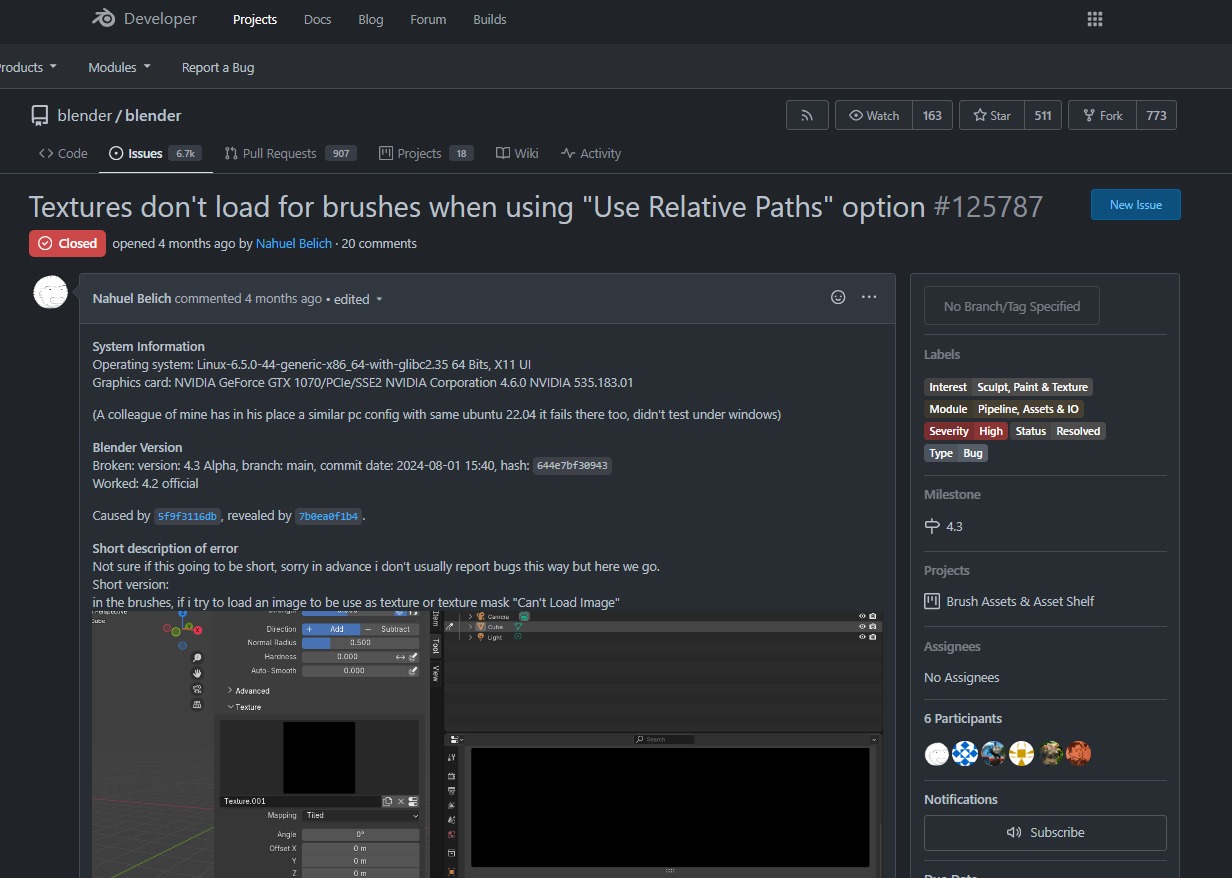 Developer Projects Docs Blog Forum Builds
roducts Modules Report a Bug
blender / blender Watch 163 Star 511 Fork 773
Code Issues 6.7k Pull Requests 907 Projects 18 Wiki Activity
Textures don't load for brushes when using "Use Relative Paths" option #125787 New Issue
Closed opened 4 months ago by Nahuel Belich · 20 comments
Nahuel Belich commented 4 months ago • edited
System Information
Operating system: Linux-6.5.0-44-generic-x86_64-with-glibc2.35 64 Bits, X11 UI
Graphics card: NVIDIA GeForce GTX 1070/PCIe/SSE2 NVIDIA Corporation 4.6.0 NVIDIA 535.183.01
(A colleague of mine has in his place a similar pc config with same ubuntu 22.04 it fails there too, didn't test under windows)
Blender Version
Broken: version: 4.3 Alpha, branch: main, commit date: 2024-08-01 15:40, hash: 644e7bf30943
Worked: 4.2 official
Caused by 5f9f3116db, revealed by 7b0ea0f1b4.
Short description of error
Not sure if this going to be short, sorry in advance i don't usually report bugs this way but here we go.
Short version:
in the brushes, if i try to load an image to be use as texture or texture mask "Can't Load Image"
Cube
Direction + Add − Subtract
Normal Radius 0.500
Hardness 0.000
Auto-Smooth 0.000
Advanced
Texture
Texture.001
Mapping Tiled
Angle 0°
Offset X 0 m
Y 0 m
Z 0 m
Item
Tool
View
Camera
Cube
Light
Search
No Branch/Tag Specified
Labels
Interest Sculpt, Paint & Texture
Module Pipeline, Assets & IO
Severity High Status Resolved
Type Bug
Milestone
4.3
Projects
Brush Assets & Asset Shelf
Assignees
No Assignees
6 Participants
Notifications
Subscribe